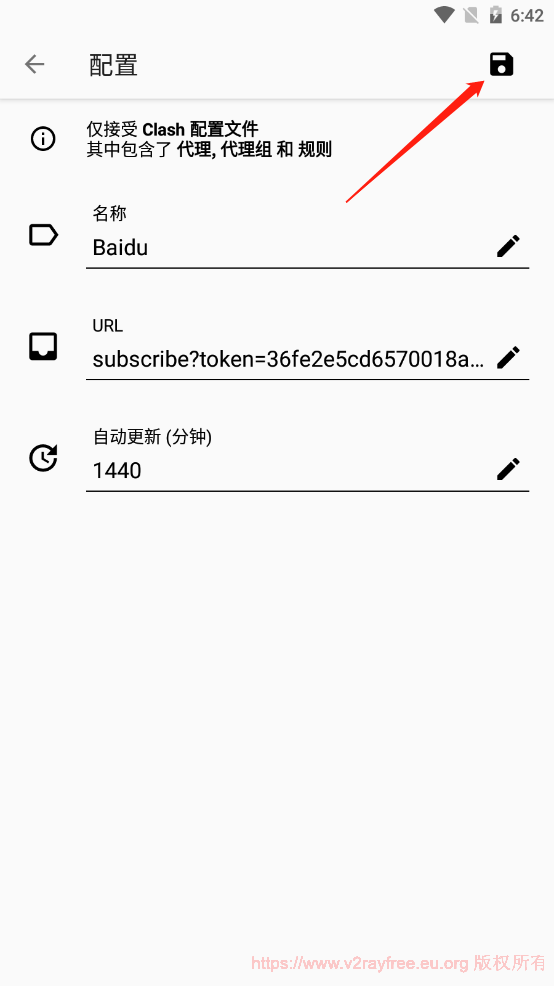 6:42
配置
仅接受 Clash 配置文件
其中包含了 代理, 代理组 和 规则
名称
Baidu
URL
subscribe?token=36fe2e5cd6570018a...
自动更新 (分钟)
1440
https://www.v2rayfree.eu.org 版权所有